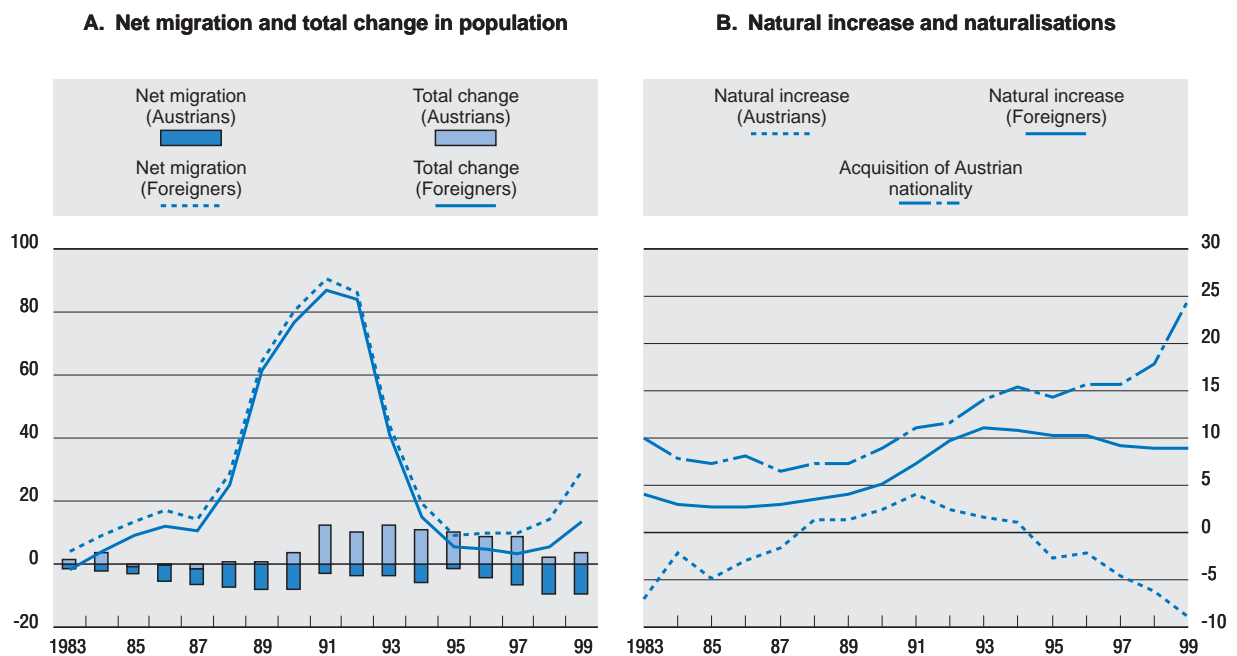 A. Net migration and total change in population
Net migration
(Austrians)
Total change
(Austrians)
Net migration
(Foreigners)
Total change
(Foreigners)
100
80
60
40
20
0
-20
1983 85 87 89 91 93 95 97 99
B. Natural increase and naturalisations
Natural increase
(Austrians)
Natural increase
(Foreigners)
Acquisition of Austrian
nationality
30
25
20
15
10
5
0
-5
-10
1983 85 87 89 91 93 95 97 99